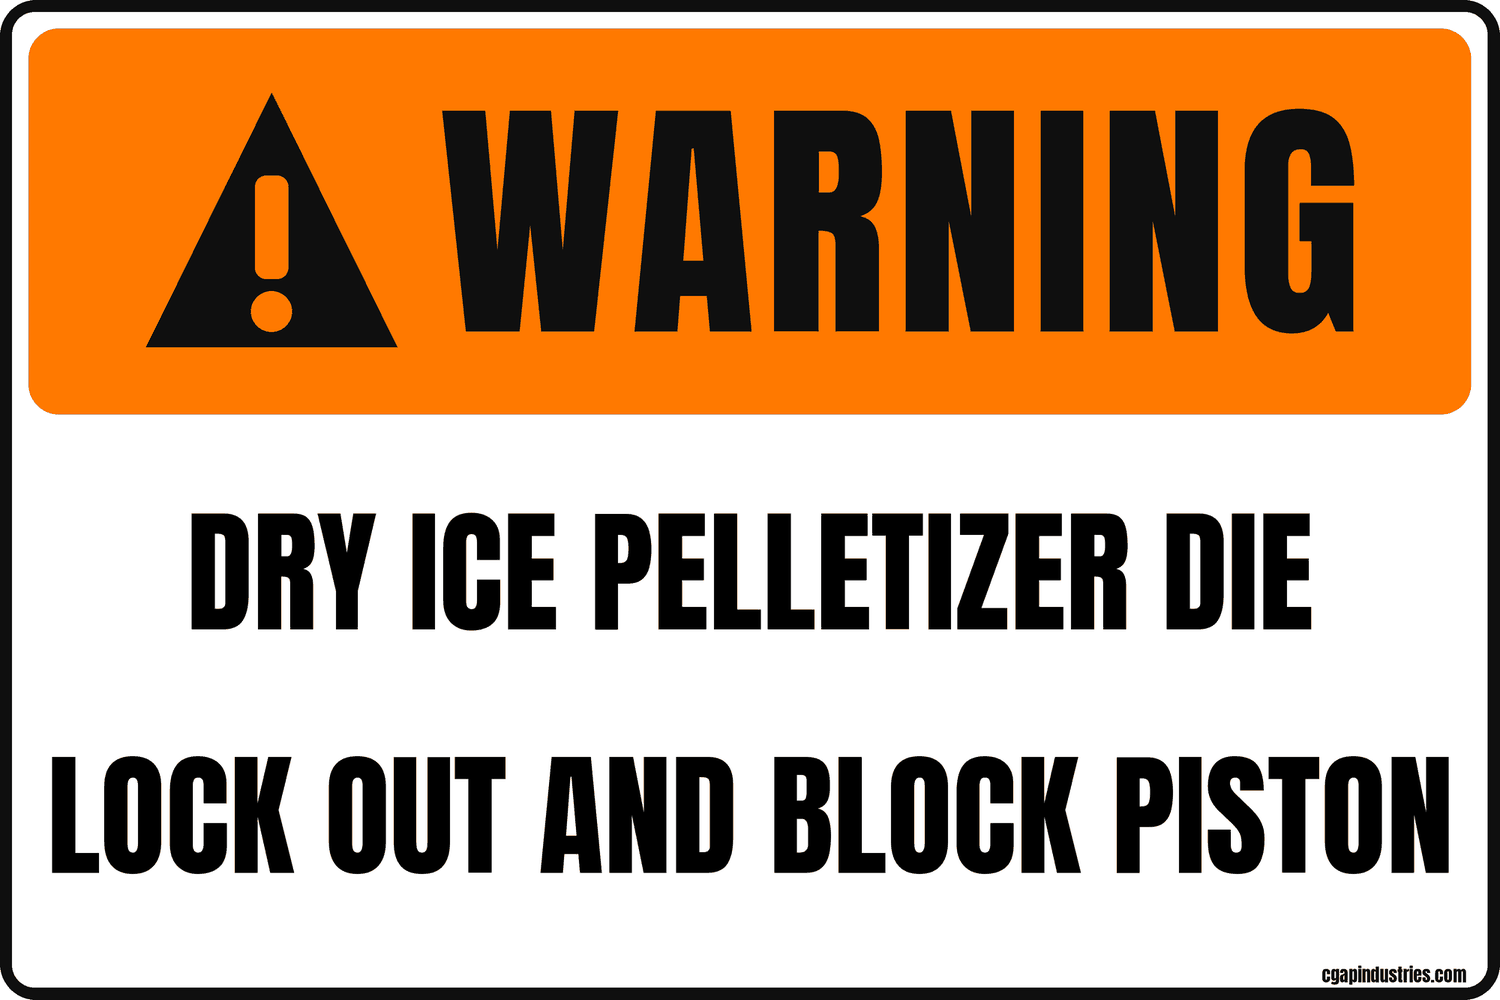 WARNING
DRY ICE PELLETIZER DIE
LOCK OUT AND BLOCK PISTON
cgapindustries.com